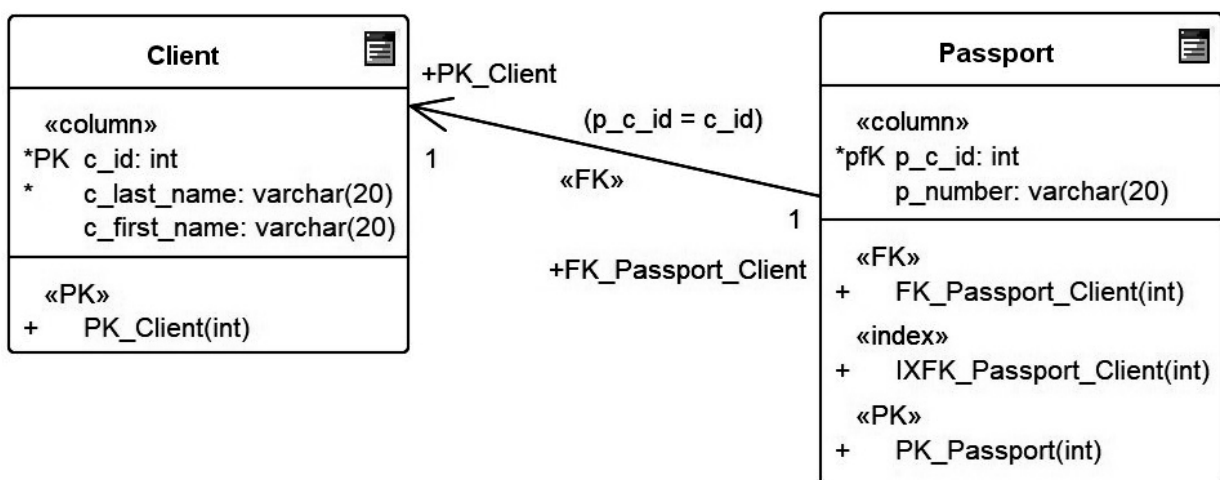 Client
«column»
*PK c_id: int
* c_last_name: varchar(20)
c_first_name: varchar(20)
«PK»
+ PK_Client(int)
+PK_Client
1
(p_c_id = c_id)
«FK»
1
+FK_Passport_Client
Passport
«column»
*pfK p_c_id: int
p_number: varchar(20)
«FK»
+ FK_Passport_Client(int)
«index»
+ IXFK_Passport_Client(int)
«PK»
+ PK_Passport(int)